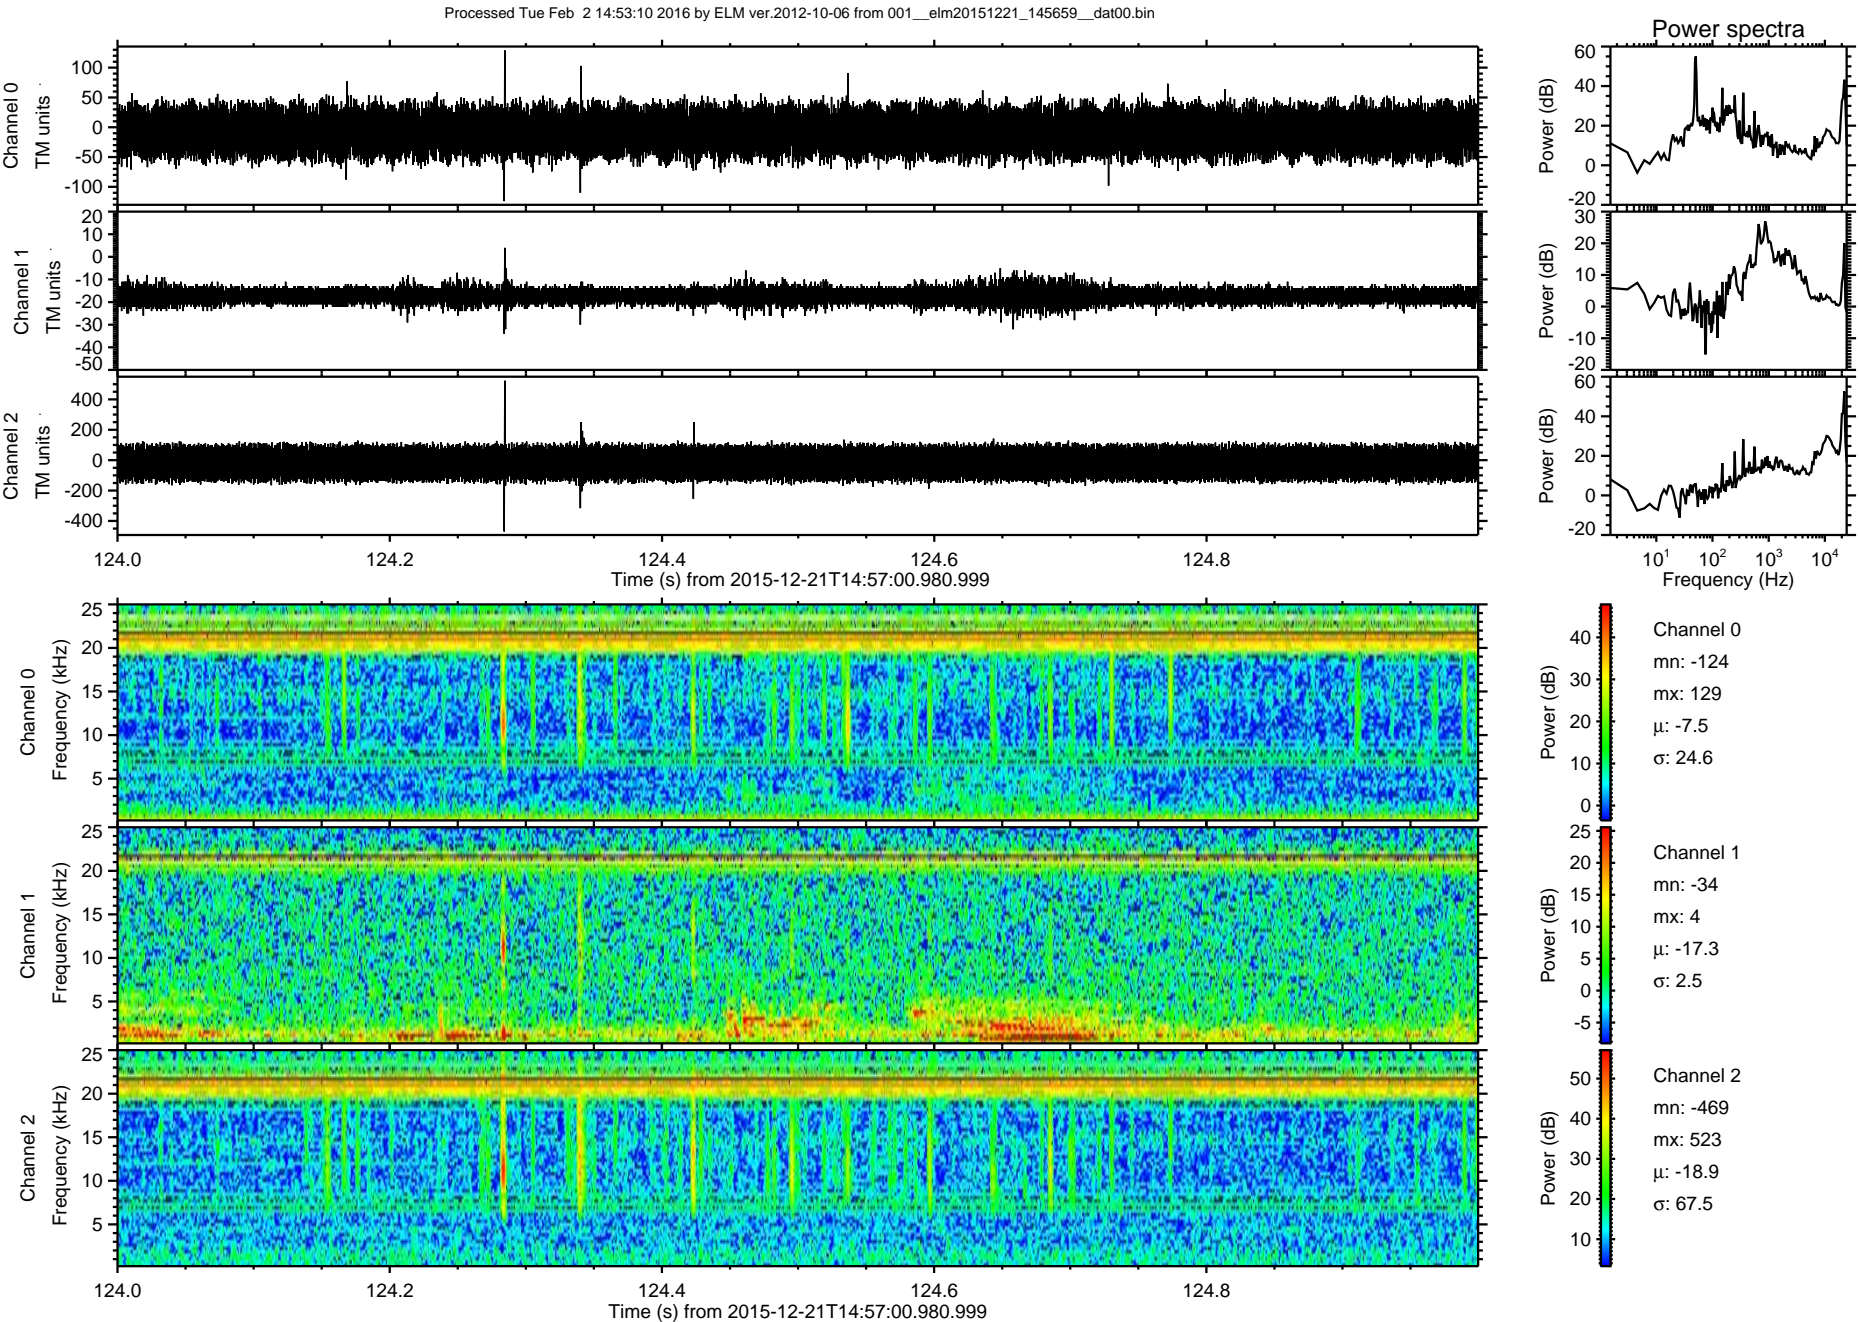 Processed Tue Feb  2 14:53:10 2016 by ELM ver.2012-10-06 from 001__elm20151221_145659__dat00.bin
Power spectra
Channel 0
TM units
100
50
0
-50
-100
Power (dB)
60
40
20
0
-20
Channel 1
TM units
20
10
0
-10
-20
-30
-40
-50
Power (dB)
30
20
10
0
-10
-20
Channel 2
TM units
400
200
0
-200
-400
Power (dB)
60
40
20
0
-20
124.0 124.2 124.4 124.6 124.8
Time (s) from 2015-12-21T14:57:00.980.999
10^1 10^2 10^3 10^4
Frequency (Hz)
Channel 0
Frequency (kHz)
25
20
15
10
5
Power (dB)
40
30
20
10
0
Channel 0
mn: -124
mx: 129
μ: -7.5
σ: 24.6
Channel 1
Frequency (kHz)
25
20
15
10
5
Power (dB)
25
20
15
10
5
0
-5
Channel 1
mn: -34
mx: 4
μ: -17.3
σ: 2.5
Channel 2
Frequency (kHz)
25
20
15
10
5
Power (dB)
50
40
30
20
10
Channel 2
mn: -469
mx: 523
μ: -18.9
σ: 67.5
124.0 124.2 124.4 124.6 124.8
Time (s) from 2015-12-21T14:57:00.980.999